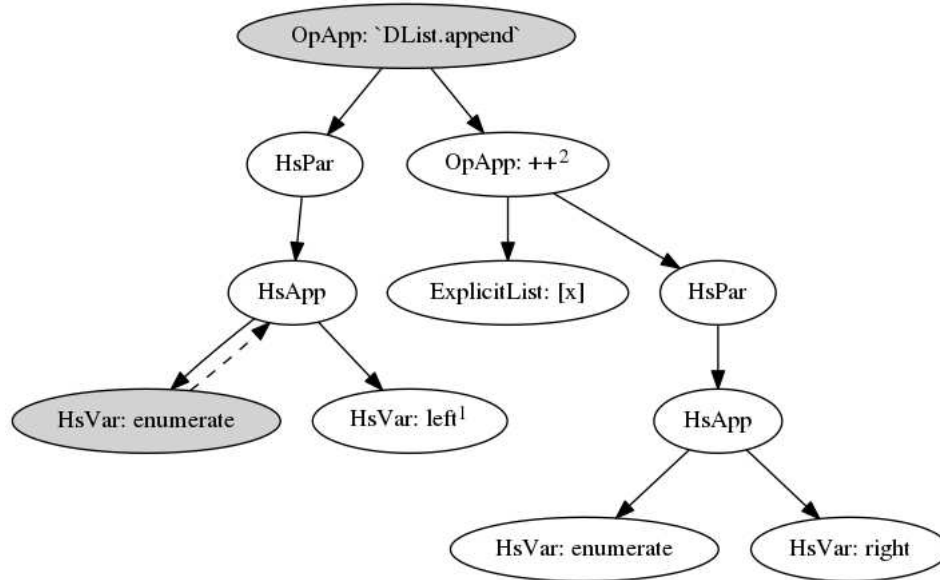 OpApp: `DList.append`
HsPar
OpApp: ++²
HsApp
ExplicitList: [x]
HsPar
HsVar: enumerate
HsVar: left¹
HsApp
HsVar: enumerate
HsVar: right